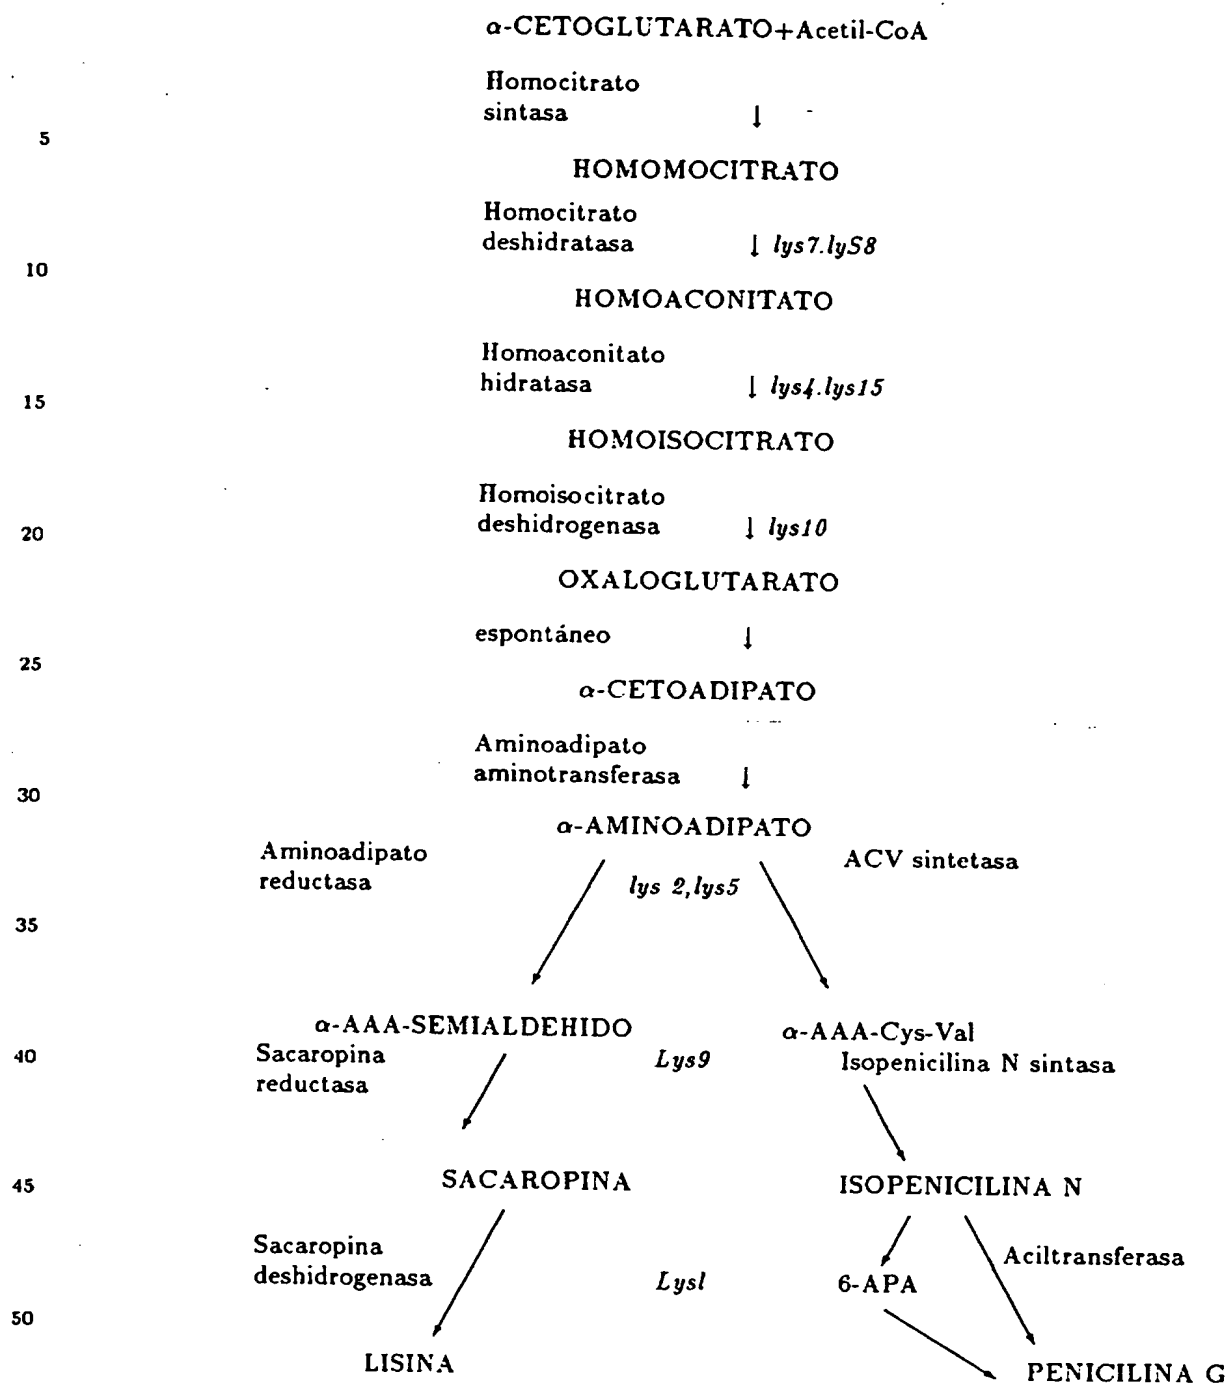 α-CETOGLUTARATO+Acetil-CoA
Homocitrato
sintasa ↓
5
HOMOMOCITRATO
Homocitrato
deshidratasa ↓ lys7.lyS8
10
HOMOACONITATO
Homoaconitato
hidratasa ↓ lys4.lys15
15
HOMOISOCITRATO
Homoisocitrato
deshidrogenasa ↓ lys10
20
OXALOGLUTARATO
espontáneo ↓
25
α-CETOADIPATO
Aminoadipato
aminotransferasa ↓
30
α-AMINOADIPATO
Aminoadipato
reductasa
lys 2,lys5
ACV sintetasa
35
α-AAA-SEMIALDEHIDO
α-AAA-Cys-Val
40
Sacaropina
reductasa
Lys9
Isopenicilina N sintasa
45
SACAROPINA
ISOPENICILINA N
Sacaropina
deshidrogenasa
Lysl
6-APA
Aciltransferasa
50
LISINA
PENICILINA G